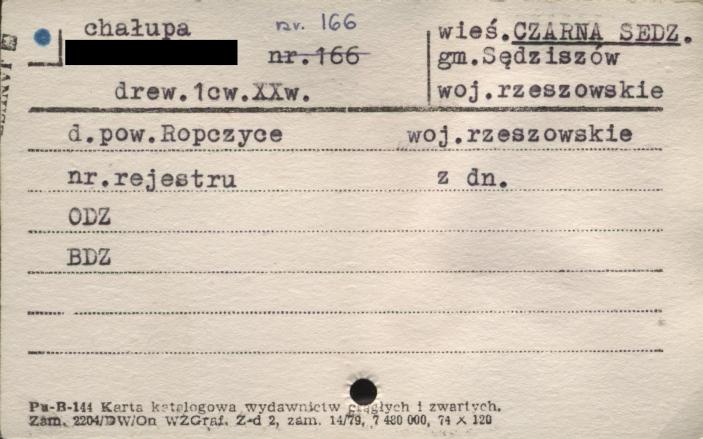 chałupa nr. 166 wieś.CZARNA SĘDZ.
nr.166 gm.Sędziszów
drew.1cw.XXw. woj.rzeszowskie
d.pow.Ropczyce woj.rzeszowskie
nr.rejestru z dn.
ODZ
BDZ
Pu-B-144 Karta katalogowa wydawnictw ciągłych i zwartych.
Zam. 2204/DW/On WZGraf. Z-d 2, zam. 14/79, 7 480 000, 74 × 120